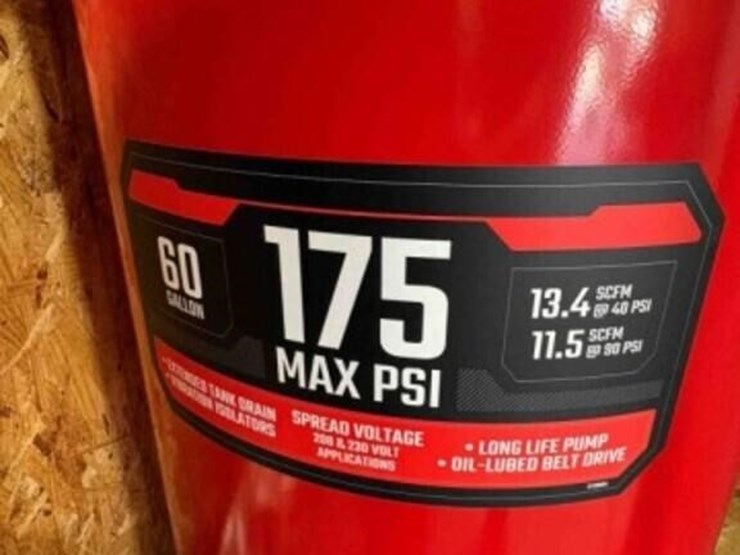 60
GALLON
175
MAX PSI
13.4 SCFM @ 40 PSI
11.5 SCFM @ 90 PSI
• EXTENDED TANK DRAIN
• VIBRATION ISOLATORS
SPREAD VOLTAGE
208 & 230 VOLT
APPLICATIONS
• LONG LIFE PUMP
• OIL-LUBED BELT DRIVE